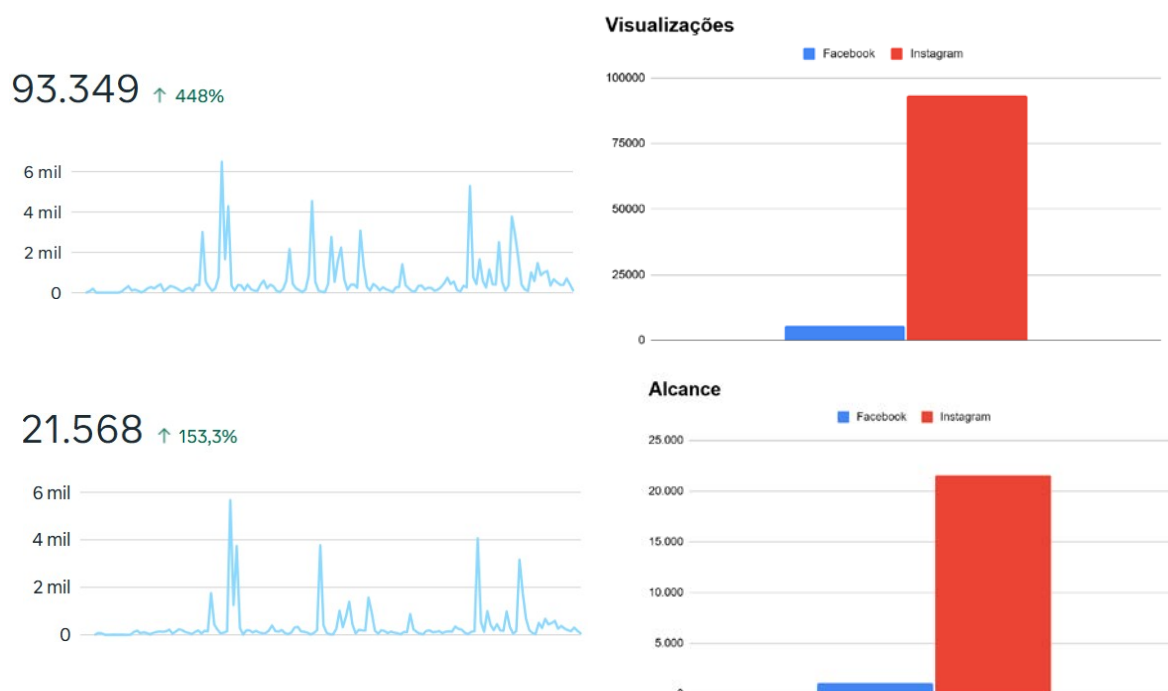 93.349 ↑ 448%
6 mil
4 mil
2 mil
0
Visualizações
Facebook Instagram
100000
75000
50000
25000
0
21.568 ↑ 153,3%
6 mil
4 mil
2 mil
0
Alcance
Facebook Instagram
25.000
20.000
15.000
10.000
5.000